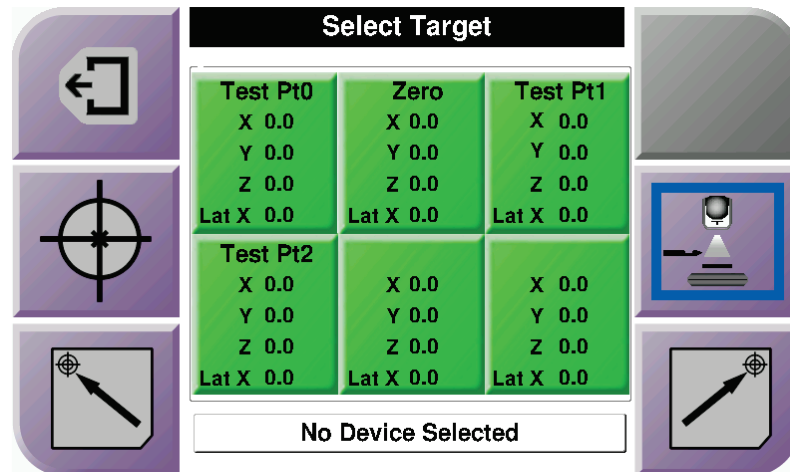 Select Target
Test Pt0 Zero Test Pt1
X 0.0 X 0.0 X 0.0
Y 0.0 Y 0.0 Y 0.0
Z 0.0 Z 0.0 Z 0.0
Lat X 0.0 Lat X 0.0 Lat X 0.0
Test Pt2
X 0.0 X 0.0 X 0.0
Y 0.0 Y 0.0 Y 0.0
Z 0.0 Z 0.0 Z 0.0
Lat X 0.0 Lat X 0.0 Lat X 0.0
No Device Selected